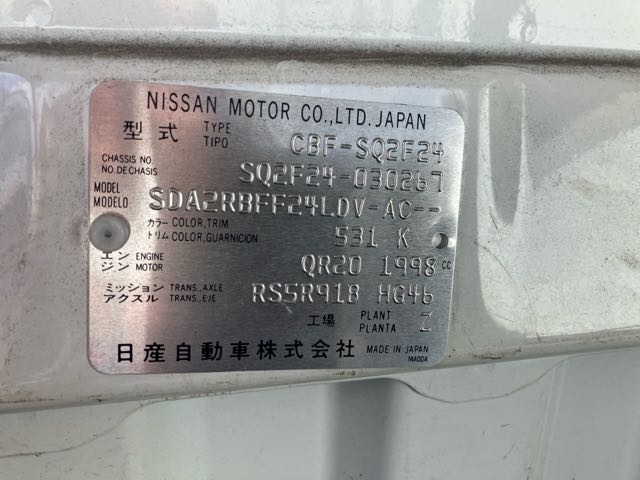 NISSAN MOTOR CO.,LTD.JAPAN
型式 TYPE TIPO CBF-SQ2F24
CHASSIS NO. NO.DECHASIS SQ2F24-030267
MODEL MODELO SDA2RBFF24LDV-AC--
カラー COLOR,TRIM トリム COLOR,GUARNICION 531 K
エンジン ENGINE MOTOR QR20 1998 CC
ミッション TRANS.,AXLE アクスル TRANS.,EJE RS5R91B HG46
工場 PLANT PLANTA Z
日産自動車株式会社 MADE IN JAPAN
MA00A